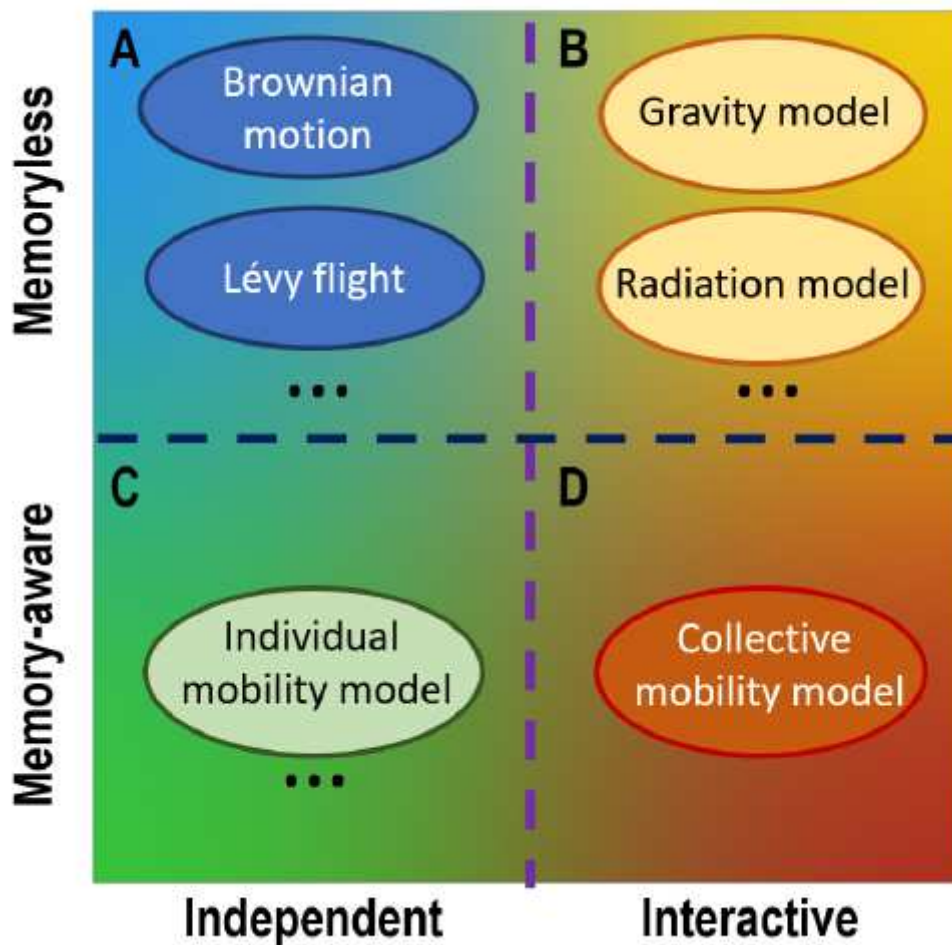 A
Brownian
motion
Lévy flight
...
B
Gravity model
Radiation model
...
Memoryless
C
Individual
mobility model
...
D
Collective
mobility model
Memory-aware
Independent
Interactive